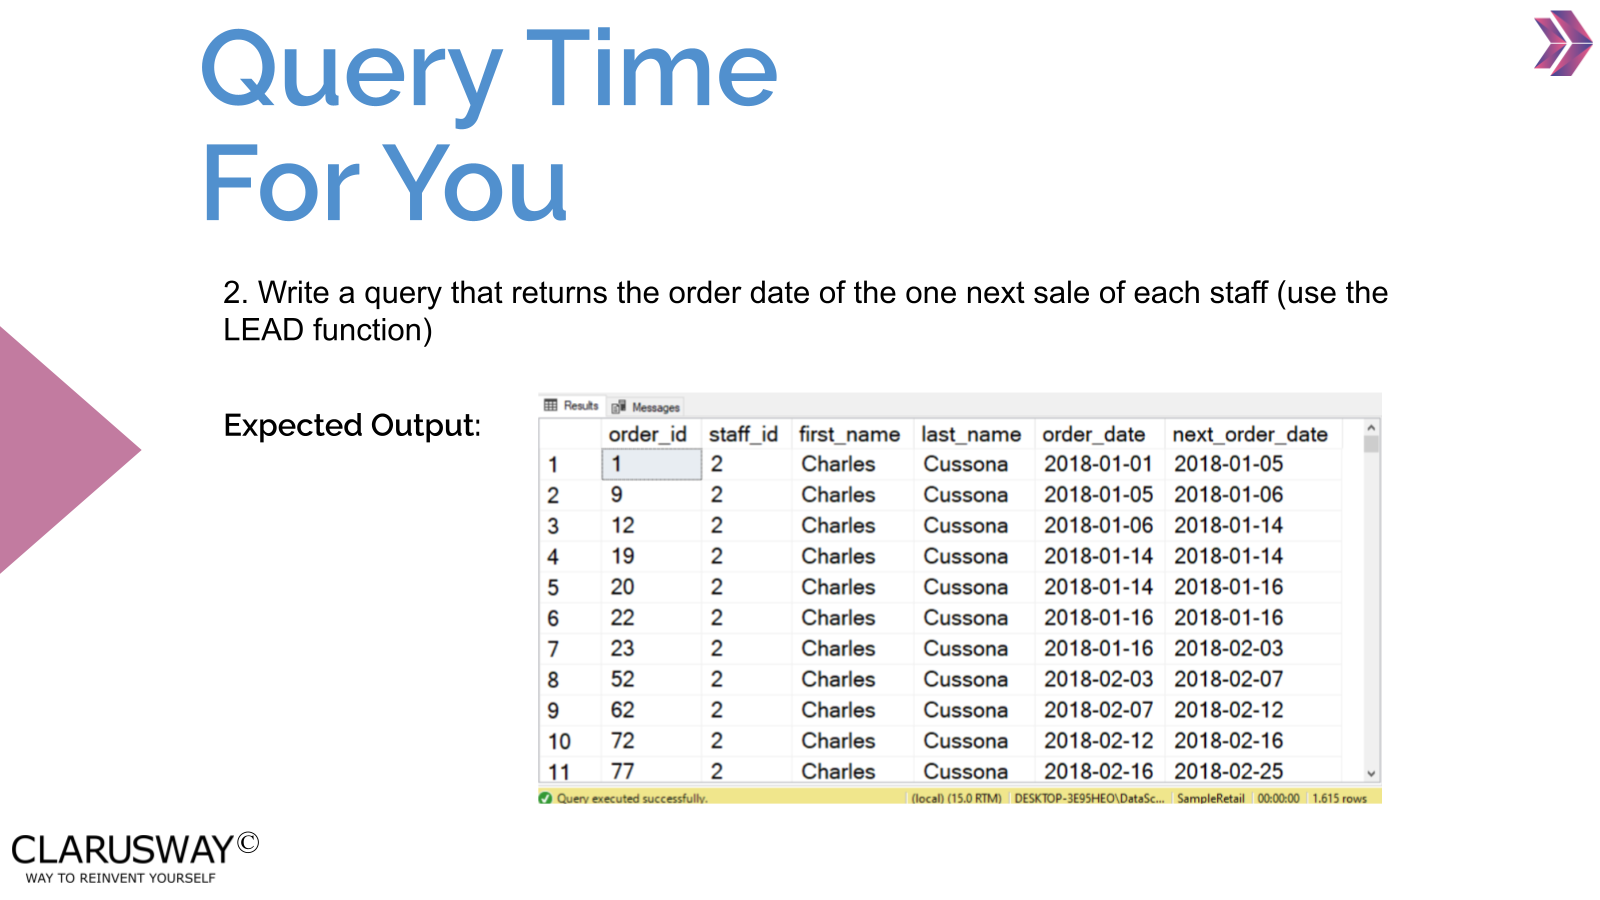 Query Time
For You
2. Write a query that returns the order date of the one next sale of each staff (use the
LEAD function)
Expected Output:
Results Messages
order_id staff_id first_name last_name order_date next_order_date
1 1 2 Charles Cussona 2018-01-01 2018-01-05
2 9 2 Charles Cussona 2018-01-05 2018-01-06
3 12 2 Charles Cussona 2018-01-06 2018-01-14
4 19 2 Charles Cussona 2018-01-14 2018-01-14
5 20 2 Charles Cussona 2018-01-14 2018-01-16
6 22 2 Charles Cussona 2018-01-16 2018-01-16
7 23 2 Charles Cussona 2018-01-16 2018-02-03
8 52 2 Charles Cussona 2018-02-03 2018-02-07
9 62 2 Charles Cussona 2018-02-07 2018-02-12
10 72 2 Charles Cussona 2018-02-12 2018-02-16
11 77 2 Charles Cussona 2018-02-16 2018-02-25
Query executed successfully. (local) (15.0 RTM) DESKTOP-3E95HEO\DataSc... SampleRetail 00:00:00 1.615 rows
CLARUSWAY©
WAY TO REINVENT YOURSELF